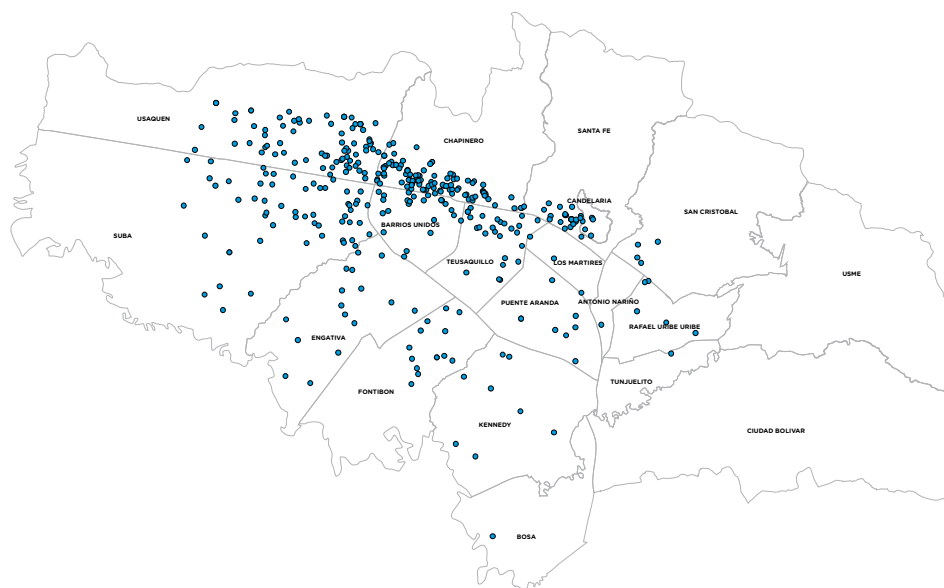 USAQUEN
SANTA FE
CHAPINERO
CANDELARIA
SAN CRISTOBAL
BARRIOS UNIDOS
SUBA
TEUSAQUILLO
LOS MARTIRES
USME
PUENTE ARANDA
ANTONIO NARIÑO
RAFAEL URIBE URIBE
ENGATIVA
TUNJUELITO
FONTIBON
KENNEDY
CIUDAD BOLIVAR
BOSA